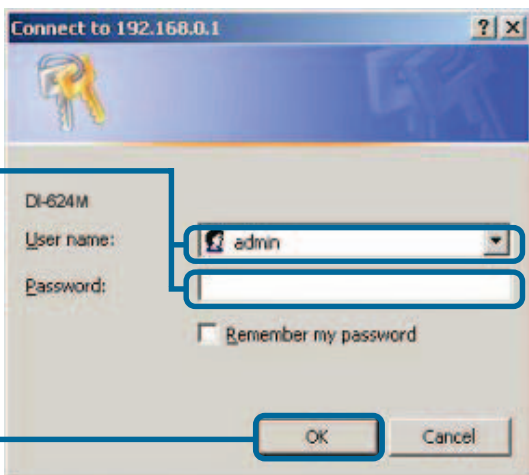 Connect to 192.168.0.1
DI-624M
User name: admin
Password:
Remember my password
OK Cancel